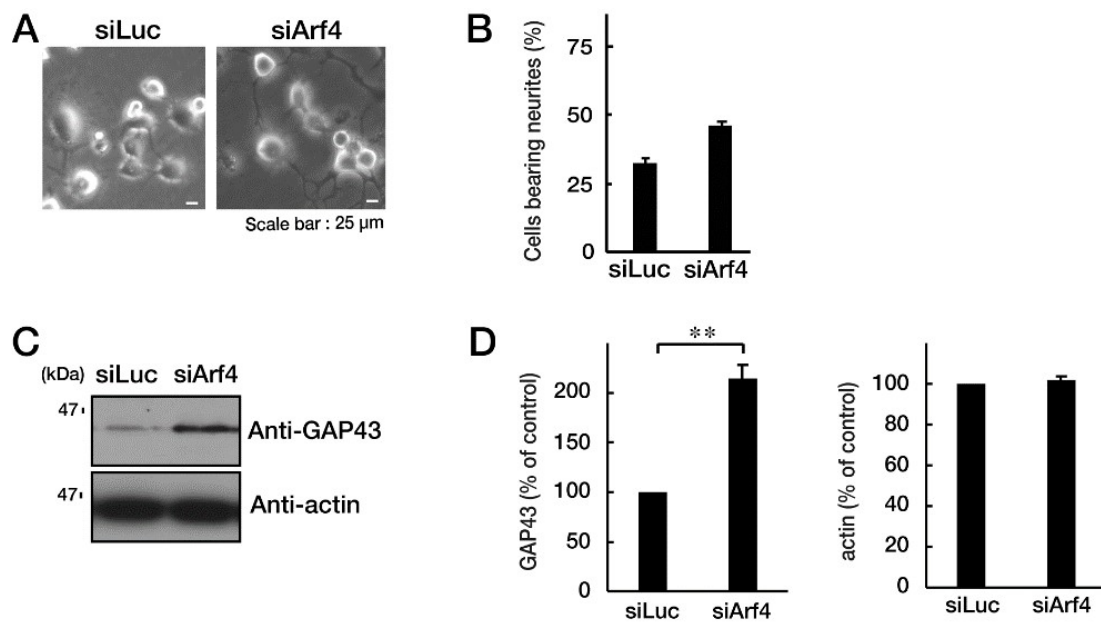 A
siLuc siArf4
Scale bar : 25 µm
B
Cells bearing neurites (%)
75
50
25
0
siLuc siArf4
C
(kDa) siLuc siArf4
47
Anti-GAP43
47
Anti-actin
D
**
GAP43 (% of control)
200
150
100
50
0
siLuc siArf4
actin (% of control)
100
80
60
40
20
0
siLuc siArf4